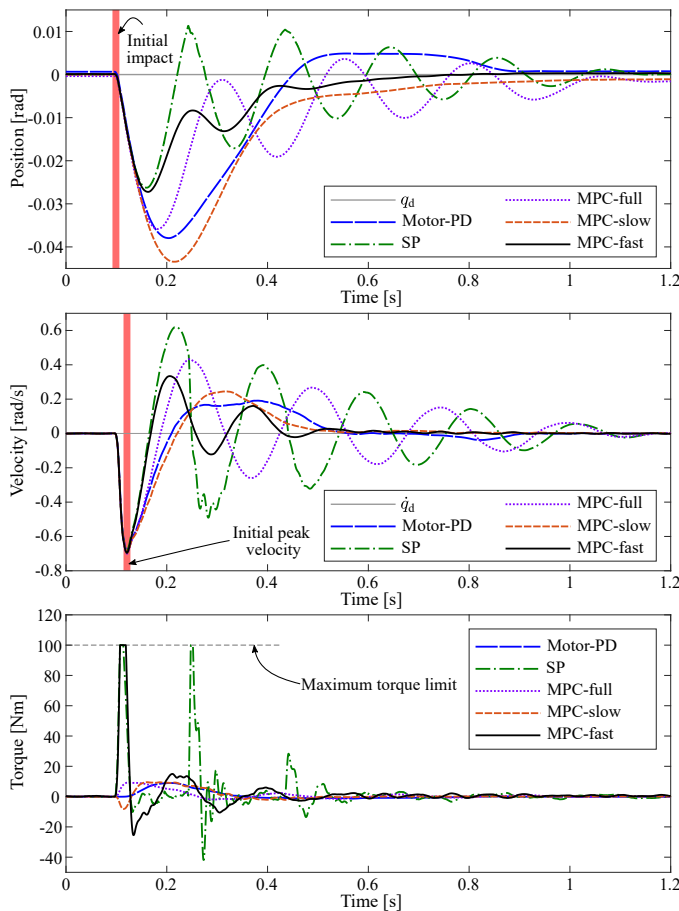 0.01
0
-0.01
-0.02
-0.03
-0.04
Position [rad]
Initial
impact
q_d
Motor-PD
SP
MPC-full
MPC-slow
MPC-fast
0 0.2 0.4 0.6 0.8 1 1.2
Time [s]
0.6
0.4
0.2
0
-0.2
-0.4
-0.6
-0.8
Velocity [rad/s]
Initial peak
velocity
q̇_d
Motor-PD
SP
MPC-full
MPC-slow
MPC-fast
0 0.2 0.4 0.6 0.8 1 1.2
Time [s]
120
100
80
60
40
20
0
-20
-40
Torque [Nm]
Maximum torque limit
Motor-PD
SP
MPC-full
MPC-slow
MPC-fast
0 0.2 0.4 0.6 0.8 1 1.2
Time [s]